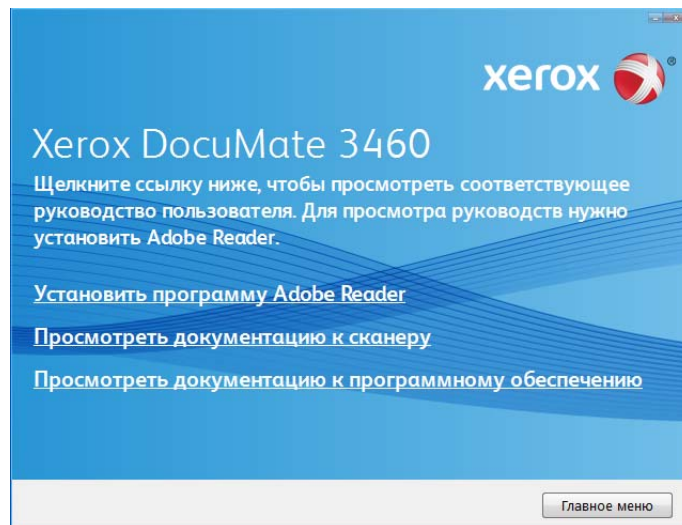 xerox
Xerox DocuMate 3460
Щелкните ссылку ниже, чтобы просмотреть соответствующее
руководство пользователя. Для просмотра руководств нужно
установить Adobe Reader.
Установить программу Adobe Reader
Просмотреть документацию к сканеру
Просмотреть документацию к программному обеспечению
Главное меню